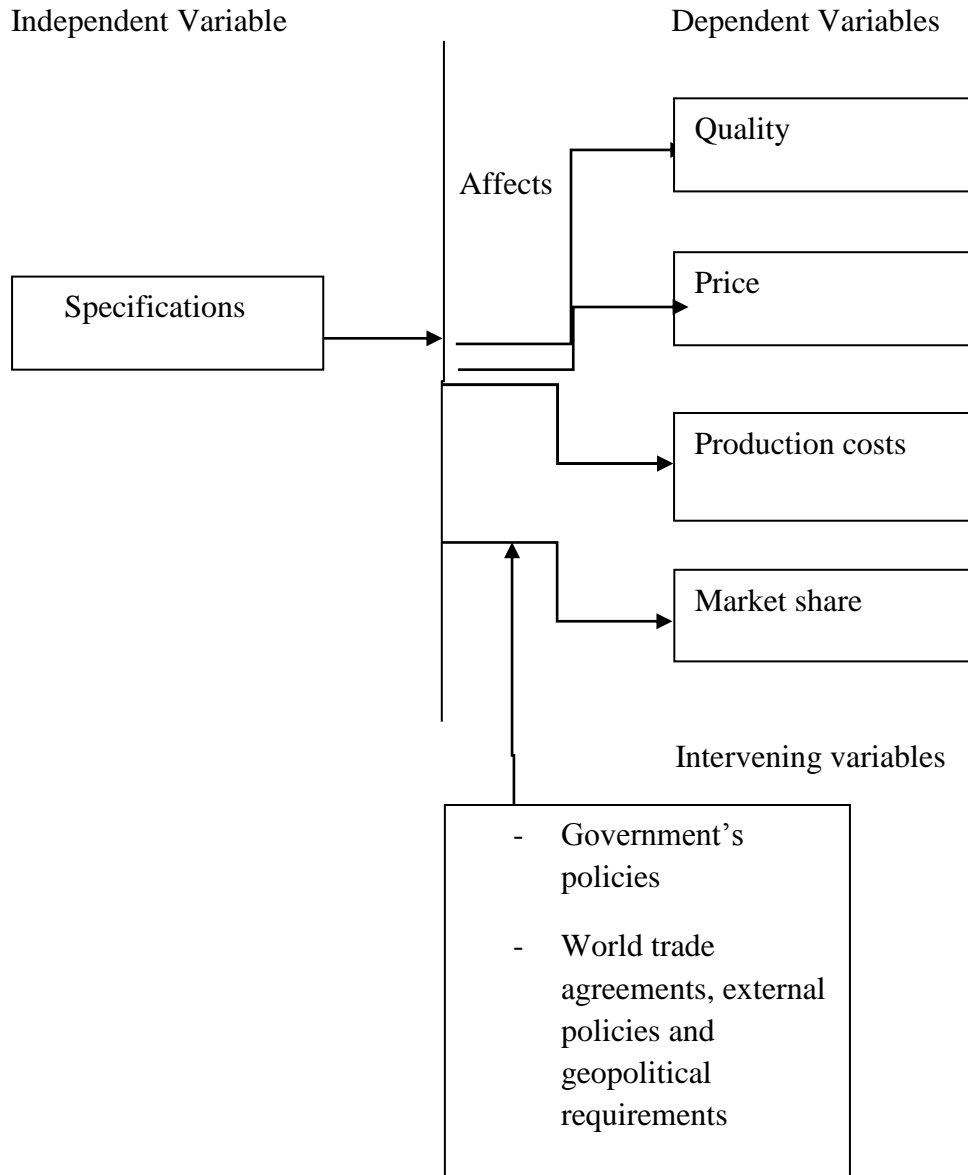 Independent Variable
Dependent Variables
Quality
Affects
Price
Specifications
Production costs
Market share
Intervening variables
- Government’s
policies
- World trade
agreements, external
policies and
geopolitical
requirements